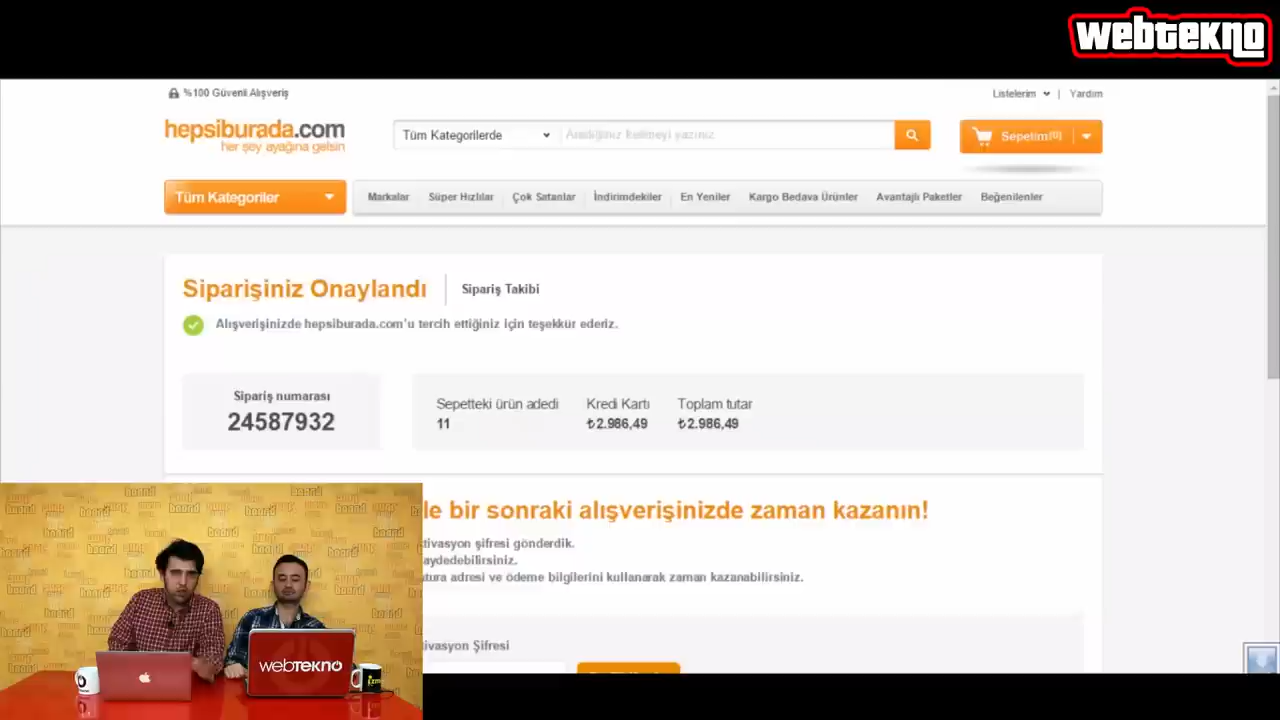 webtekno
%100 Güvenli Alışveriş
Listelerim | Yardım
hepsiburada.com
her şey ayağına gelsin
Tüm Kategorilerde
Aradığınız kelimeyi yazınız
Sepetim(0)
Tüm Kategoriler
Markalar Süper Hızlılar Çok Satanlar İndirimdekiler En Yeniler Kargo Bedava Ürünler Avantajlı Paketler Beğenilenler
Siparişiniz Onaylandı
Sipariş Takibi
Alışverişinizde hepsiburada.com'u tercih ettiğiniz için teşekkür ederiz.
Sipariş numarası
24587932
Sepetteki ürün adedi Kredi Kartı Toplam tutar
11 ₺2.986,49 ₺2.986,49
le bir sonraki alışverişinizde zaman kazanın!
tivasyon şifresi gönderdik.
aydedebilirsiniz.
atura adresi ve ödeme bilgilerini kullanarak zaman kazanabilirsiniz.
tivasyon Şifresi
webtekno